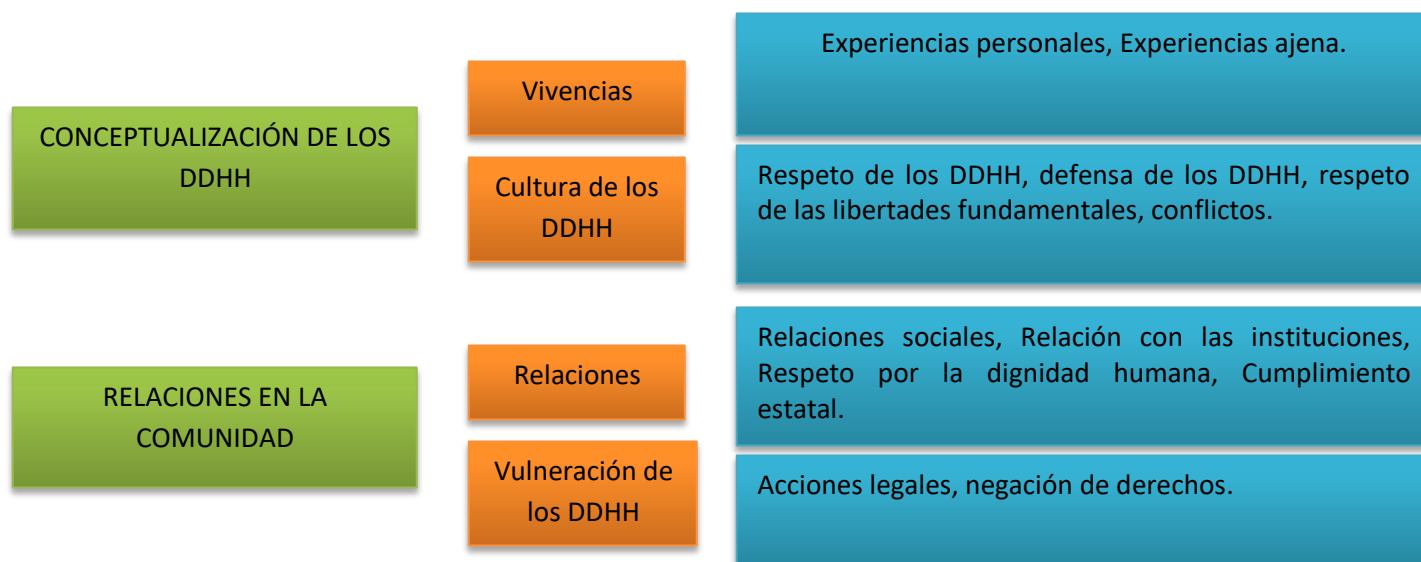 CONCEPTUALIZACIÓN DE LOS
DDHH
Vivencias
Experiencias personales, Experiencias ajena.
Cultura de los
DDHH
Respeto de los DDHH, defensa de los DDHH, respeto
de las libertades fundamentales, conflictos.
RELACIONES EN LA
COMUNIDAD
Relaciones
Relaciones sociales, Relación con las instituciones,
Respeto por la dignidad humana, Cumplimiento
estatal.
Vulneración de
los DDHH
Acciones legales, negación de derechos.